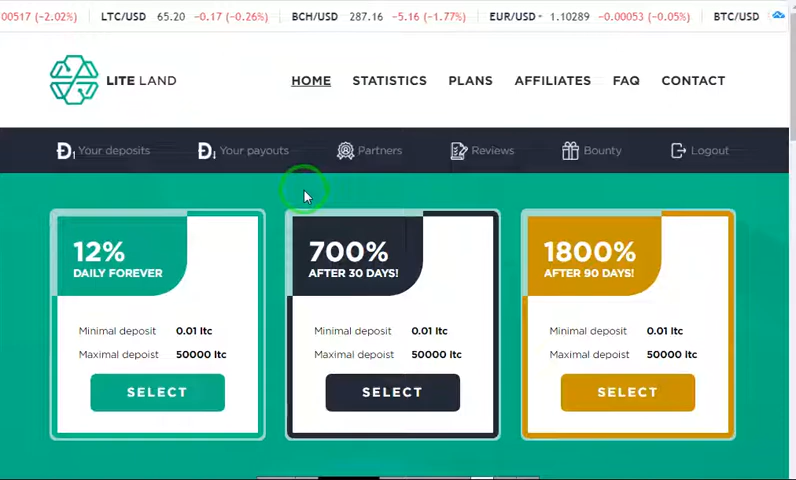 00517 (−2.02%) LTC/USD 65.20 −0.17 (−0.26%) BCH/USD 287.16 −5.16 (−1.77%) EUR/USD 1.10289 −0.00053 (−0.05%) BTC/USD
LITE LAND HOME STATISTICS PLANS AFFILIATES FAQ CONTACT
Your deposits Your payouts Partners Reviews Bounty Logout
12% 700% 1800%
DAILY FOREVER AFTER 30 DAYS! AFTER 90 DAYS!
Minimal deposit 0.01 ltc Minimal deposit 0.01 ltc Minimal deposit 0.01 ltc
Maximal depoist 50000 ltc Maximal depoist 50000 ltc Maximal depoist 50000 ltc
SELECT SELECT SELECT